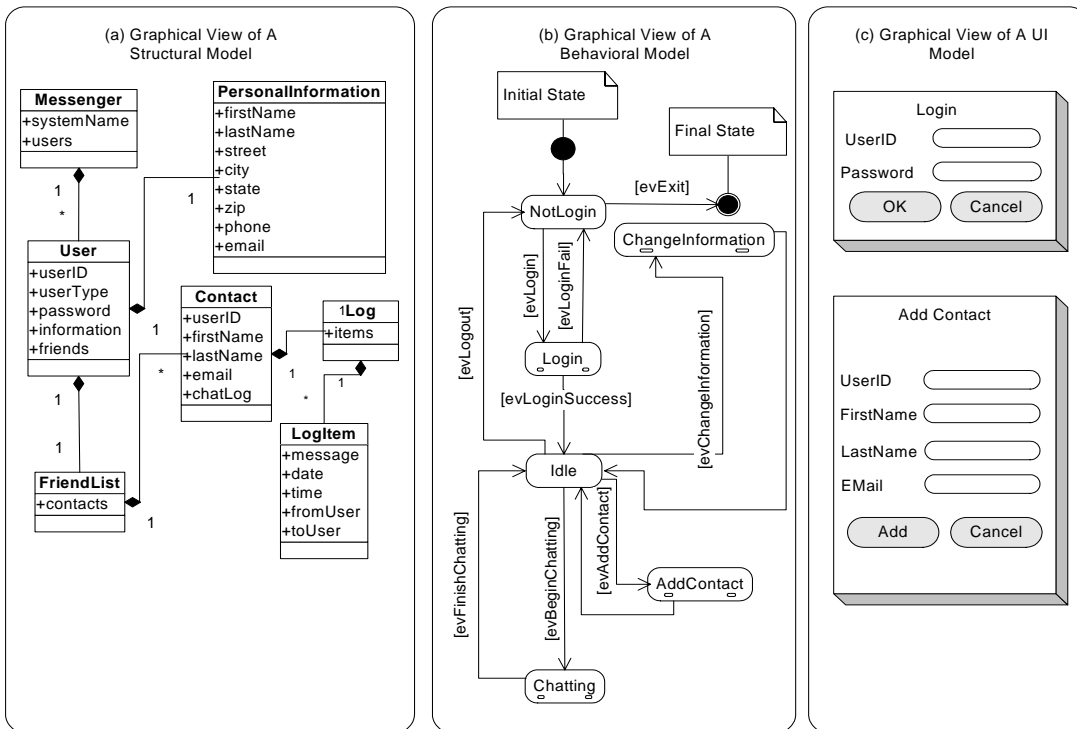 (a) Graphical View of A
Structural Model
Messenger
+systemName
+users
1
*
PersonalInformation
+firstName
+lastName
+street
+city
+state
+zip
+phone
+email
1
User
+userID
+userType
+password
+information
+friends
1
1
1
Contact
+userID
+firstName
+lastName
+email
+chatLog
*
1
1Log
+items
1
*
LogItem
+message
+date
+time
+fromUser
+toUser
FriendList
+contacts
1
(b) Graphical View of A
Behavioral Model
Initial State
Final State
[evExit]
NotLogin
ChangeInformation
[evLogin]
[evLoginFail]
[evLogout]
Login
[evLoginSuccess]
[evChangeInformation]
Idle
[evFinishChatting]
[evBeginChatting]
[evAddContact]
AddContact
Chatting
(c) Graphical View of A UI
Model
Login
UserID
Password
OK
Cancel
Add Contact
UserID
FirstName
LastName
EMail
Add
Cancel